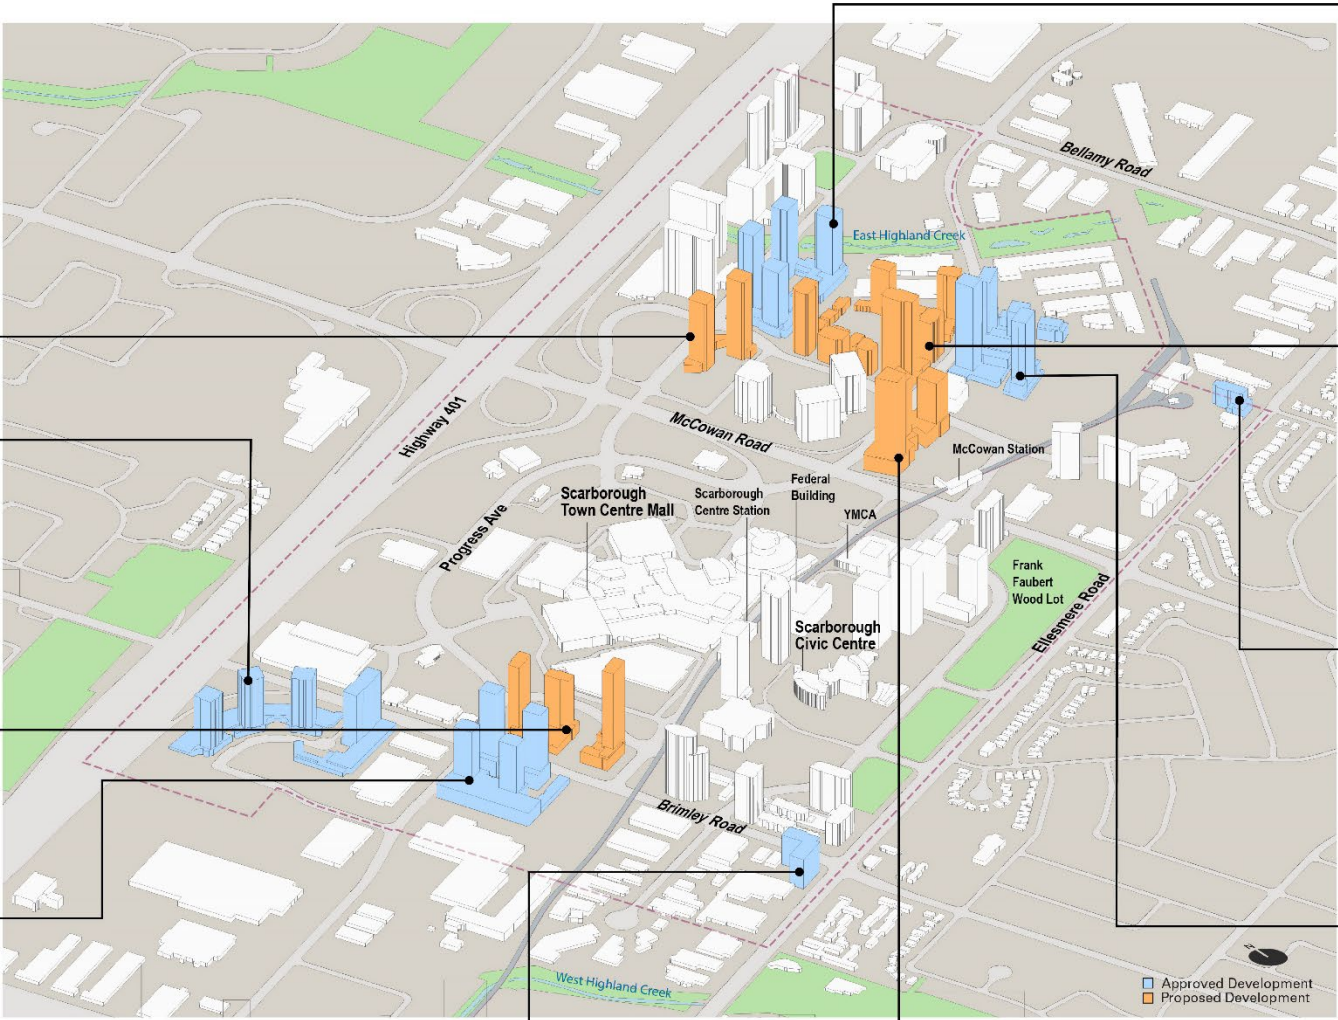 Bellamy Road
East Highland Creek
Highway 401
McCowan Road
McCowan Station
Scarborough
Town Centre Mall
Scarborough
Centre Station
Federal
Building
YMCA
Progress Ave
Frank
Faubert
Wood Lot
Ellesmere Road
Scarborough
Civic Centre
Brimley Road
West Highland Creek
N
Approved Development
Proposed Development